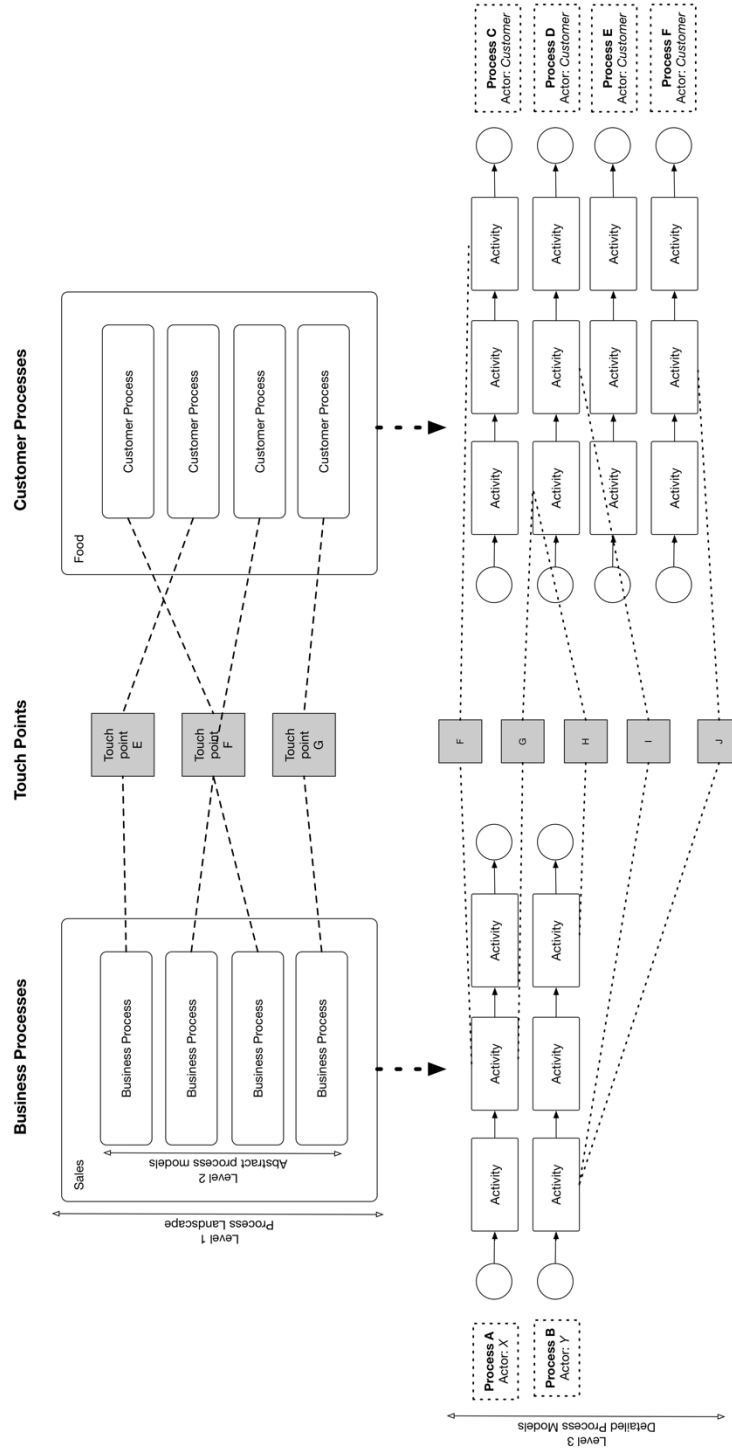 Business Processes
Touch Points
Customer Processes
Level 1
Process Landscape
Sales
Level 2
Abstract process models
Business Process
Business Process
Business Process
Business Process
Touch
point
E
Touch
point
F
Touch
point
G
Food
Customer Process
Customer Process
Customer Process
Customer Process
Level 3
Detailed Process Models
Process A
Actor: X
Activity
Activity
Activity
Process B
Actor: Y
Activity
Activity
Activity
F
G
H
I
J
Activity
Activity
Activity
Process C
Actor: Customer
Activity
Activity
Activity
Process D
Actor: Customer
Activity
Activity
Activity
Process E
Actor: Customer
Activity
Activity
Activity
Process F
Actor: Customer